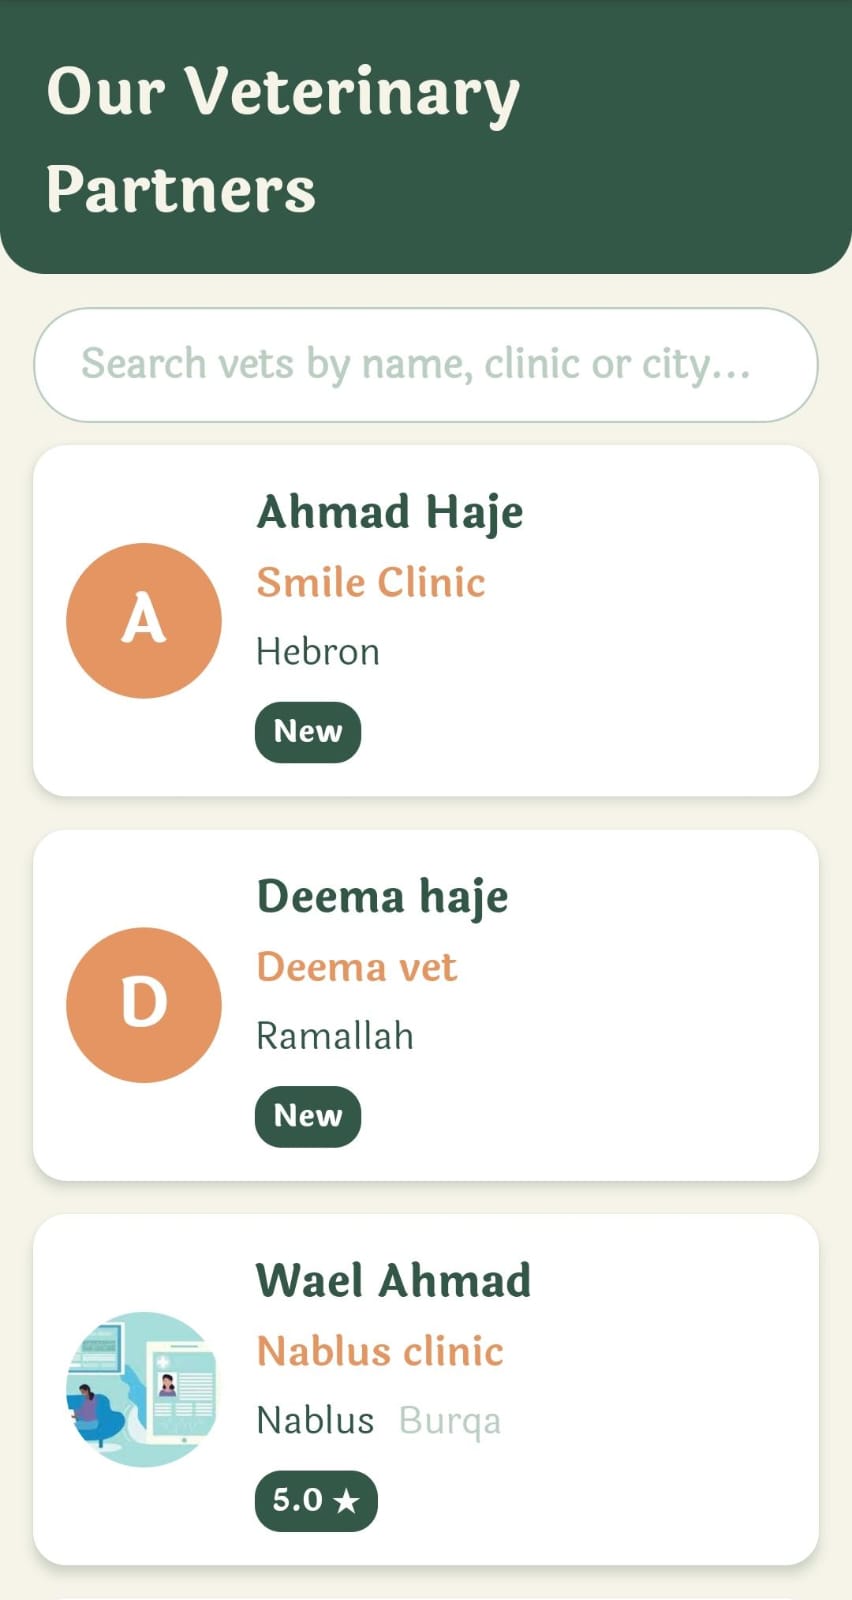 Our Veterinary
Partners
Search vets by name, clinic or city...
A
Ahmad Haje
Smile Clinic
Hebron
New
D
Deema haje
Deema vet
Ramallah
New
Wael Ahmad
Nablus clinic
Nablus Burqa
5.0 ★